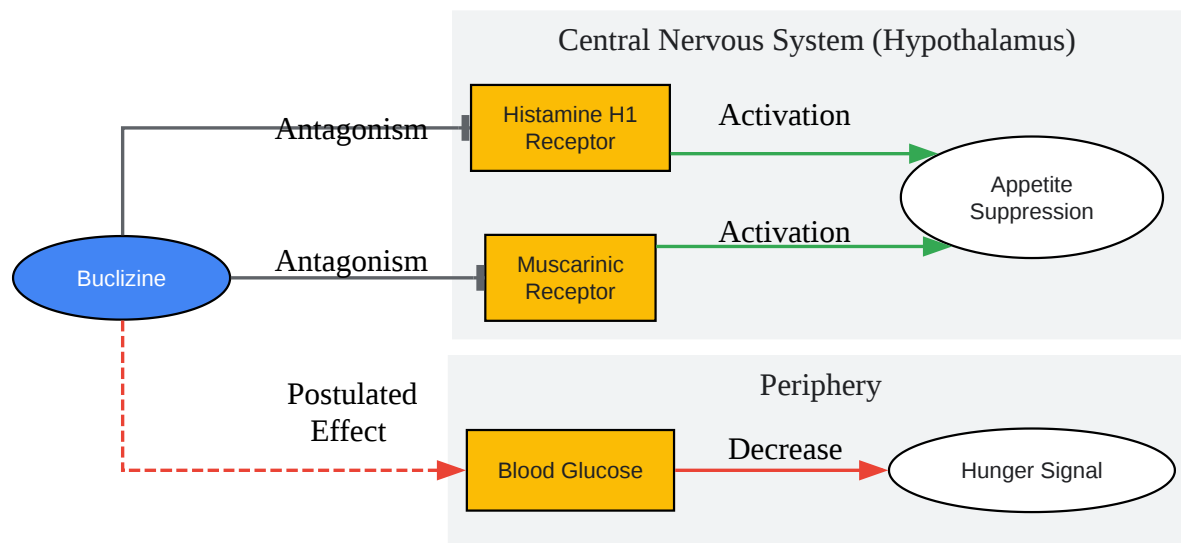 Central Nervous System (Hypothalamus)
Antagonism
Histamine H1
Receptor
Activation
Appetite
Suppression
Antagonism
Muscarinic
Receptor
Activation
Buclizine
Postulated
Effect
Periphery
Blood Glucose
Decrease
Hunger Signal